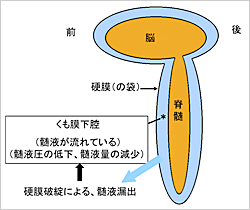 前
脳
後
硬膜(の袋)
脊髄
くも膜下腔
*
(髄液が流れている)
(髄液圧の低下、髄液量の減少)
硬膜破綻による、髄液漏出